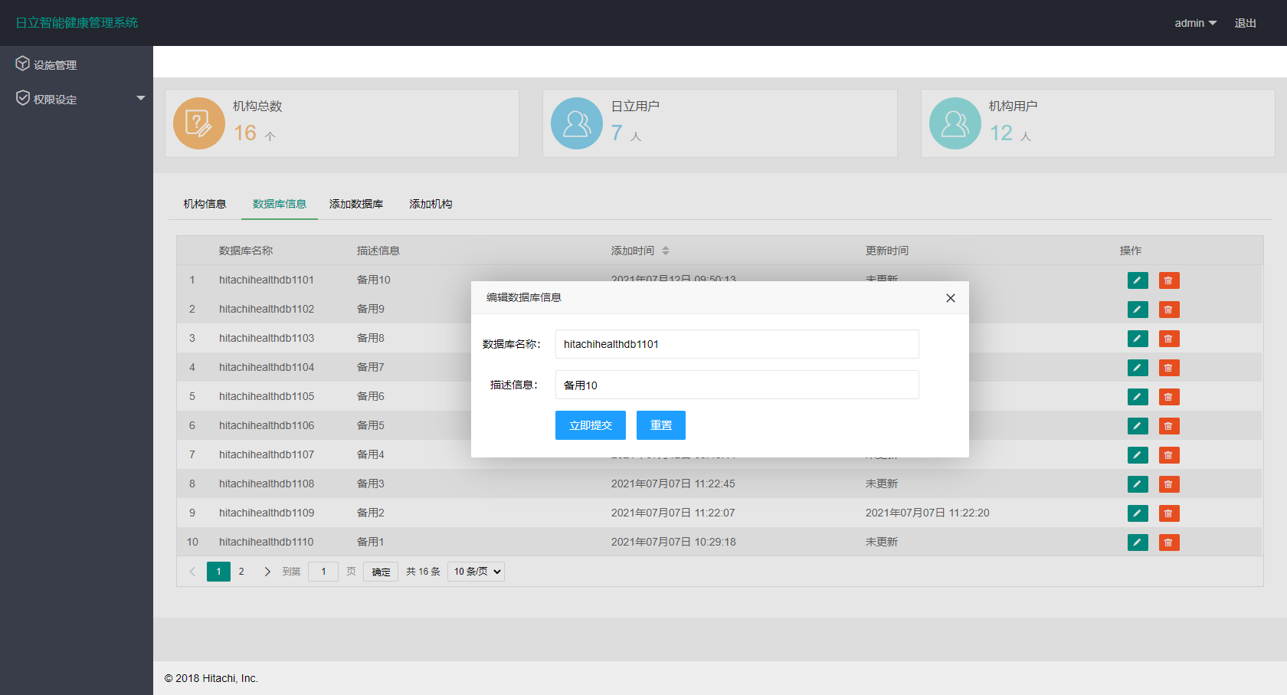 日立智能健康管理系统
admin 退出
设施管理
权限设定
机构总数
16 个
日立用户
7 人
机构用户
12 人
机构信息 数据库信息 添加数据库 添加机构
数据库名称 描述信息 添加时间 更新时间 操作
1 hitachihealthdb1101 备用10 2021年07月12日 09:50:13 未更新
2 hitachihealthdb1102 备用9
3 hitachihealthdb1103 备用8
4 hitachihealthdb1104 备用7
5 hitachihealthdb1105 备用6
6 hitachihealthdb1106 备用5
7 hitachihealthdb1107 备用4
8 hitachihealthdb1108 备用3 2021年07月07日 11:22:45 未更新
9 hitachihealthdb1109 备用2 2021年07月07日 11:22:07 2021年07月07日 11:22:20
10 hitachihealthdb1110 备用1 2021年07月07日 10:29:18 未更新
编辑数据库信息
数据库名称: hitachihealthdb1101
描述信息: 备用10
立即提交 重置
1 2 到第 1 页 确定 共 16 条 10 条/页
© 2018 Hitachi, Inc.